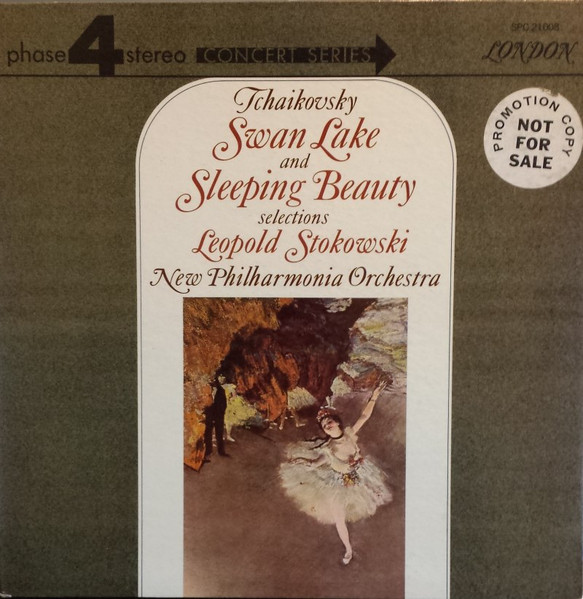 SPC 21008
phase 4 stereo CONCERT SERIES
LONDON
PROMOTION COPY
NOT
FOR
SALE
Tchaikovsky
Swan Lake
and
Sleeping Beauty
selections
Leopold Stokowski
New Philharmonia Orchestra